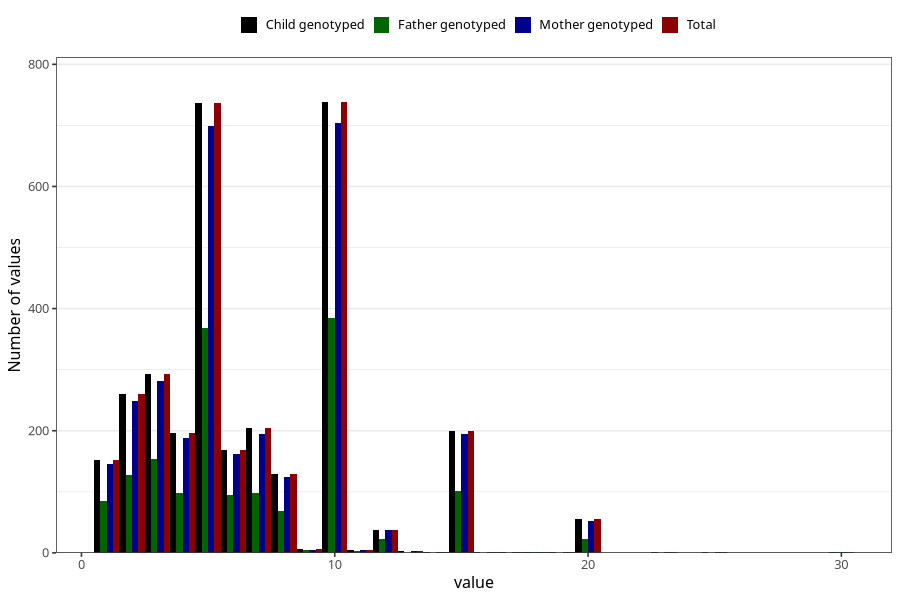 Child genotyped Father genotyped Mother genotyped Total
800
600
400
200
0
Number of values
0 10 20 30
value